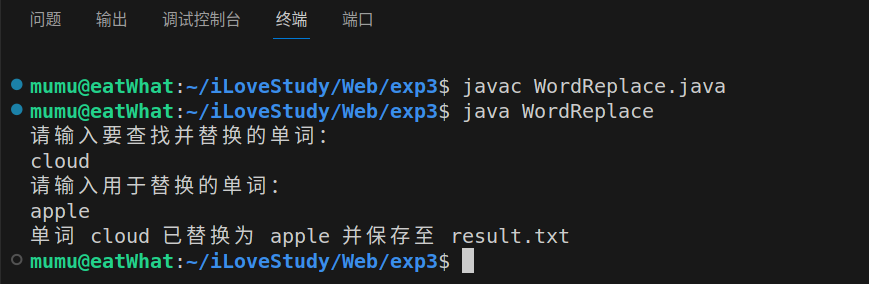 问题 输出 调试控制台 终端 端口
mumu@eatWhat:~/iLoveStudy/Web/exp3$ javac WordReplace.java
mumu@eatWhat:~/iLoveStudy/Web/exp3$ java WordReplace
请输入要查找并替换的单词：
cloud
请输入用于替换的单词：
apple
单词 cloud 已替换为 apple 并保存至 result.txt
mumu@eatWhat:~/iLoveStudy/Web/exp3$